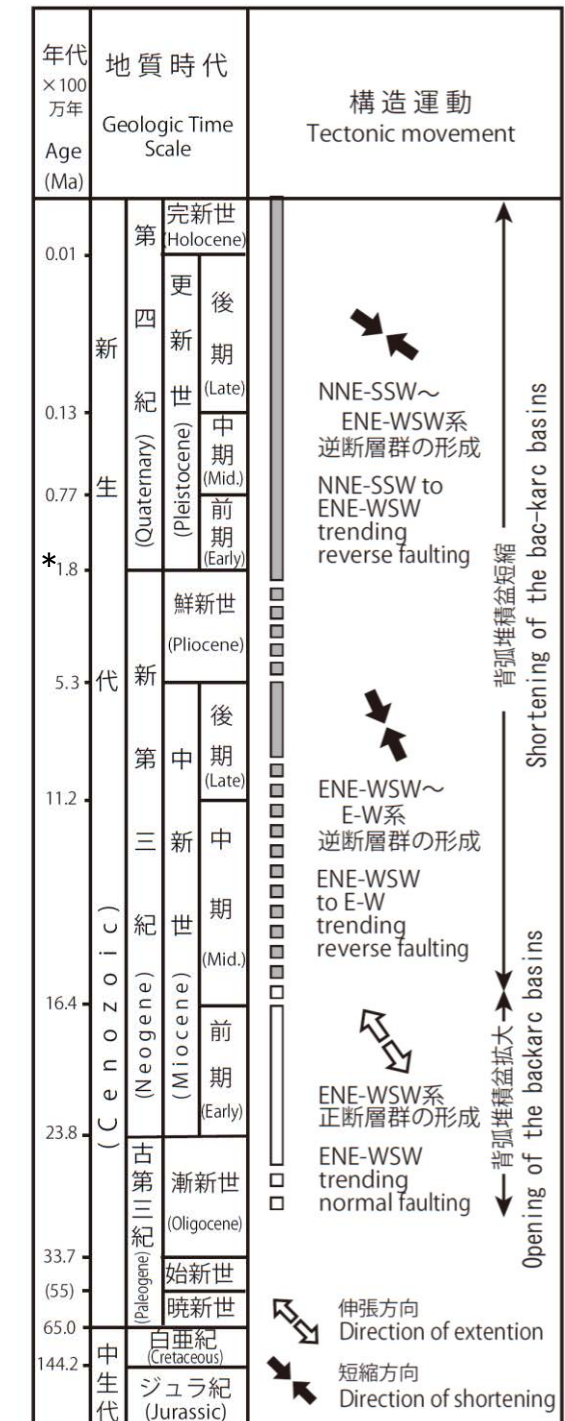 年代
×100
万年
Age
(Ma)
地質時代
Geologic Time
Scale
構造運動
Tectonic movement
0.01
0.13
0.77
*1.8
5.3
11.2
16.4
23.8
33.7
(55)
65.0
144.2
新生代
(Cenozoic)
中生代
第四紀
(Quaternary)
新第三紀
(Neogene)
古第三紀
(Paleogene)
完新世
(Holocene)
更新世
(Pleistocene)
後期
(Late)
中期
(Mid.)
前期
(Early)
鮮新世
(Pliocene)
中新世
(Miocene)
後期
(Late)
中期
(Mid.)
前期
(Early)
漸新世
(Oligocene)
始新世
暁新世
白亜紀
(Cretaceous)
ジュラ紀
(Jurassic)
NNE-SSW～
ENE-WSW系
逆断層群の形成
NNE-SSW to
ENE-WSW
trending
reverse faulting
ENE-WSW～
E-W系
逆断層群の形成
ENE-WSW
to E-W
trending
reverse faulting
ENE-WSW系
正断層群の形成
ENE-WSW
trending
normal faulting
背弧堆積盆短縮
Shortening of the bac-karc basins
背弧堆積盆拡大
Opening of the backarc basins
伸張方向
Direction of extention
短縮方向
Direction of shortening